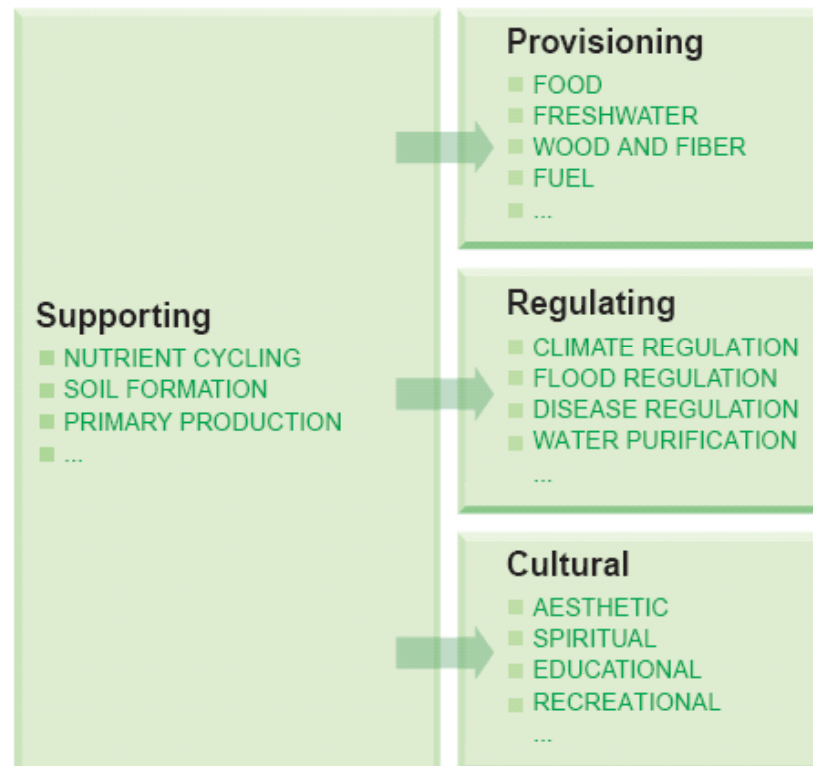 Supporting
NUTRIENT CYCLING
SOIL FORMATION
PRIMARY PRODUCTION
...
Provisioning
FOOD
FRESHWATER
WOOD AND FIBER
FUEL
...
Regulating
CLIMATE REGULATION
FLOOD REGULATION
DISEASE REGULATION
WATER PURIFICATION
...
Cultural
AESTHETIC
SPIRITUAL
EDUCATIONAL
RECREATIONAL
...